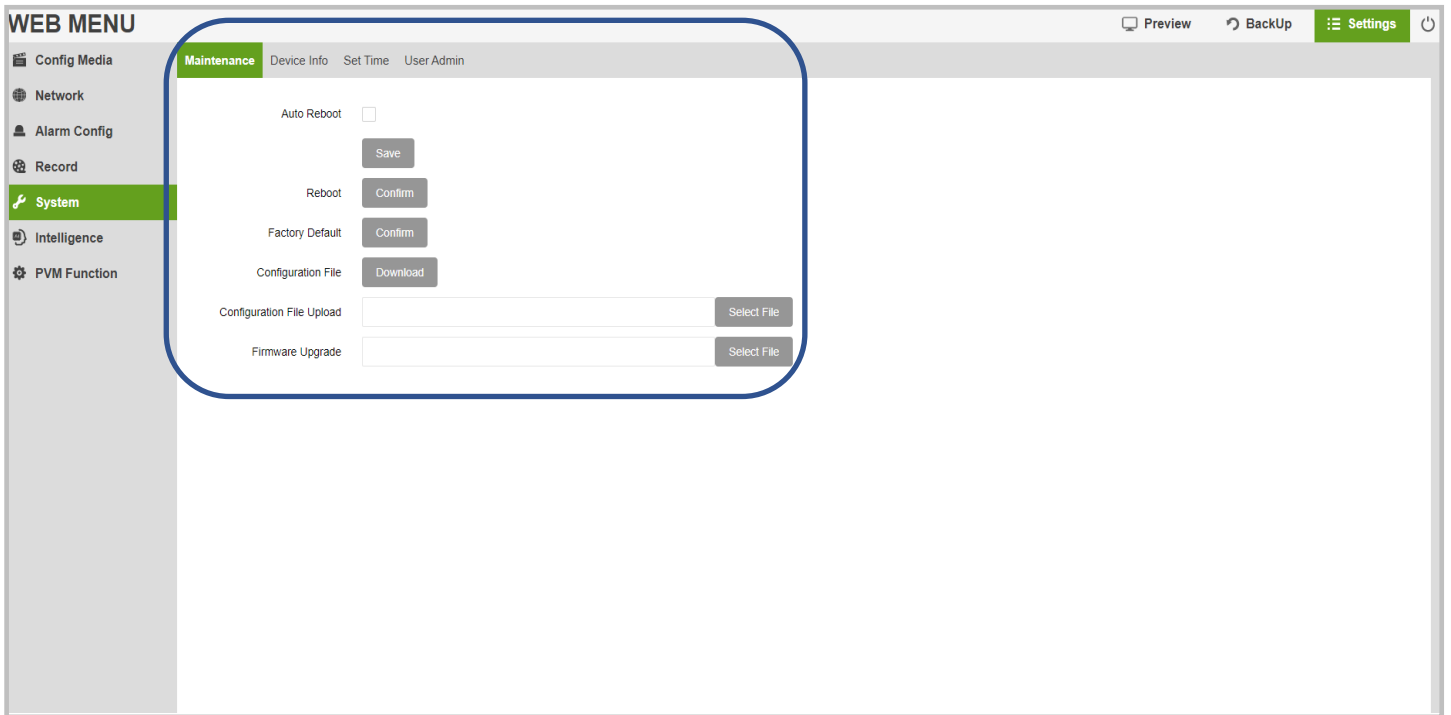 WEB MENU
Preview BackUp Settings
Config Media
Network
Alarm Config
Record
System
Intelligence
PVM Function
Maintenance Device Info Set Time User Admin
Auto Reboot
Save
Reboot Confirm
Factory Default Confirm
Configuration File Download
Configuration File Upload Select File
Firmware Upgrade Select File